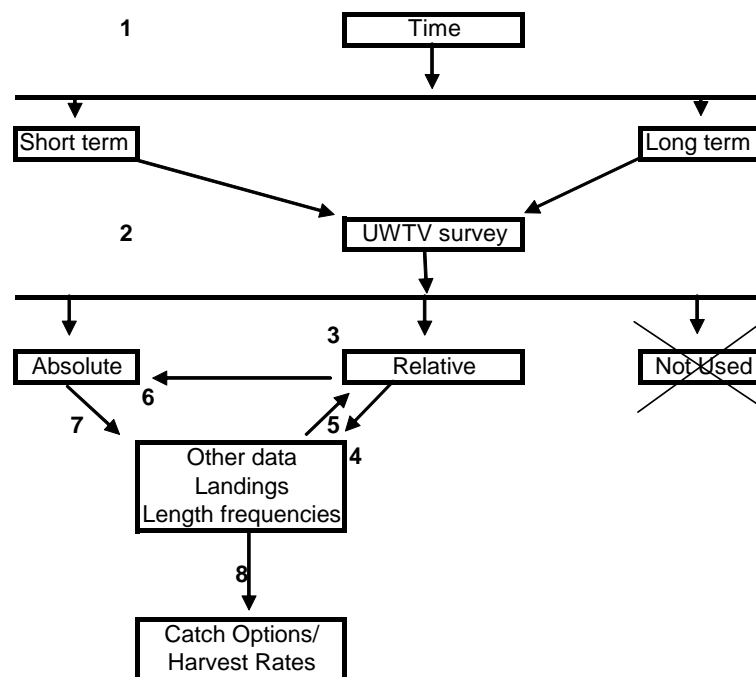 1
Time
Short term
Long term
2
UWTV survey
3
Absolute
Relative
Not Used
6
7
5
4
Other data
Landings
Length frequencies
8
Catch Options/
Harvest Rates